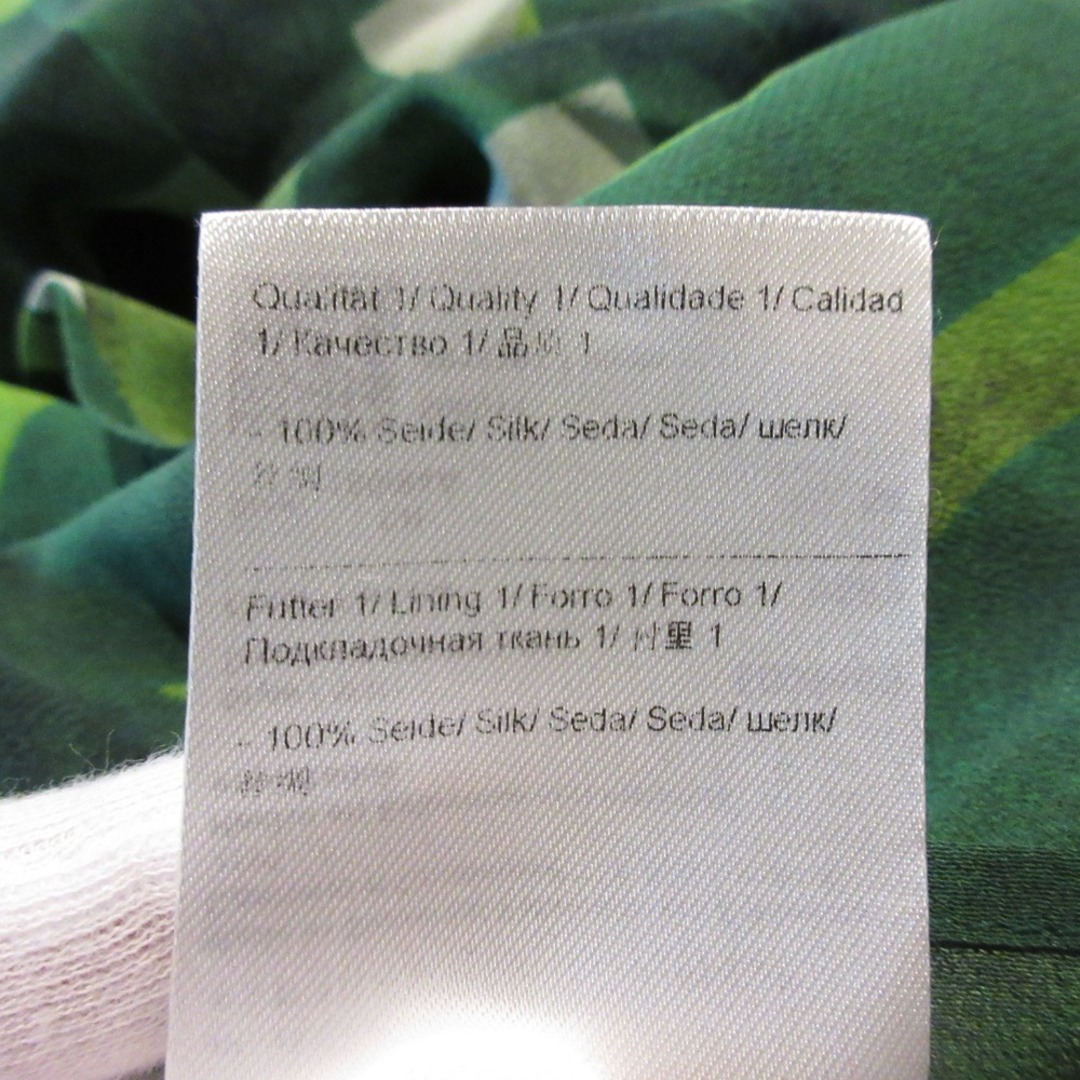 Qualität 1/ Quality 1/ Qualidade 1/ Calidad
1/ Качество 1/ 品质 1
- 100% Seide/ Silk/ Seda/ Seda/ шелк/
Futter 1/ Lining 1/ Forro 1/ Forro 1/
Подкладочная ткань 1/ 衬里 1
- 100% Seide/ Silk/ Seda/ Seda/ шелк/